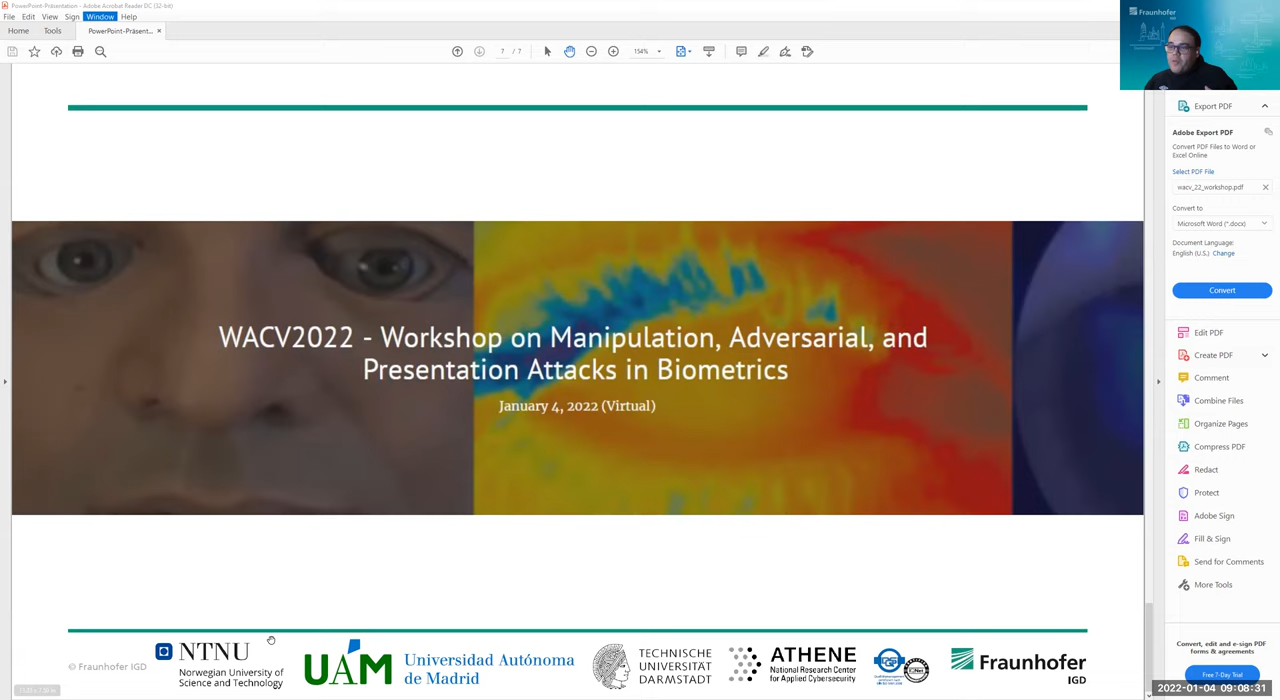 PowerPoint-Präsentation - Adobe Acrobat Reader DC (32-bit)
File Edit View Sign Window Help
Home Tools PowerPoint-Präsent... ×
7 / 7 154%
Fraunhofer
IGD
Export PDF
Adobe Export PDF
Convert PDF Files to Word or
Excel Online
Select PDF File
wacv_22_workshop.pdf
Convert to
Microsoft Word (*.docx)
Document Language:
English (U.S.) Change
Convert
Edit PDF
Create PDF
Comment
Combine Files
Organize Pages
Compress PDF
Redact
Protect
Adobe Sign
Fill & Sign
Send for Comments
More Tools
Convert, edit and e-sign PDF
forms & agreements
Free 7-Day Trial
2022-01-04 09:08:31
WACV2022 - Workshop on Manipulation, Adversarial, and
Presentation Attacks in Biometrics
January 4, 2022 (Virtual)
© Fraunhofer IGD
NTNU
Norwegian University of
Science and Technology
UAM
Universidad Autónoma
de Madrid
TECHNISCHE
UNIVERSITÄT
DARMSTADT
ATHENE
National Research Center
for Applied Cybersecurity
Fraunhofer
IGD